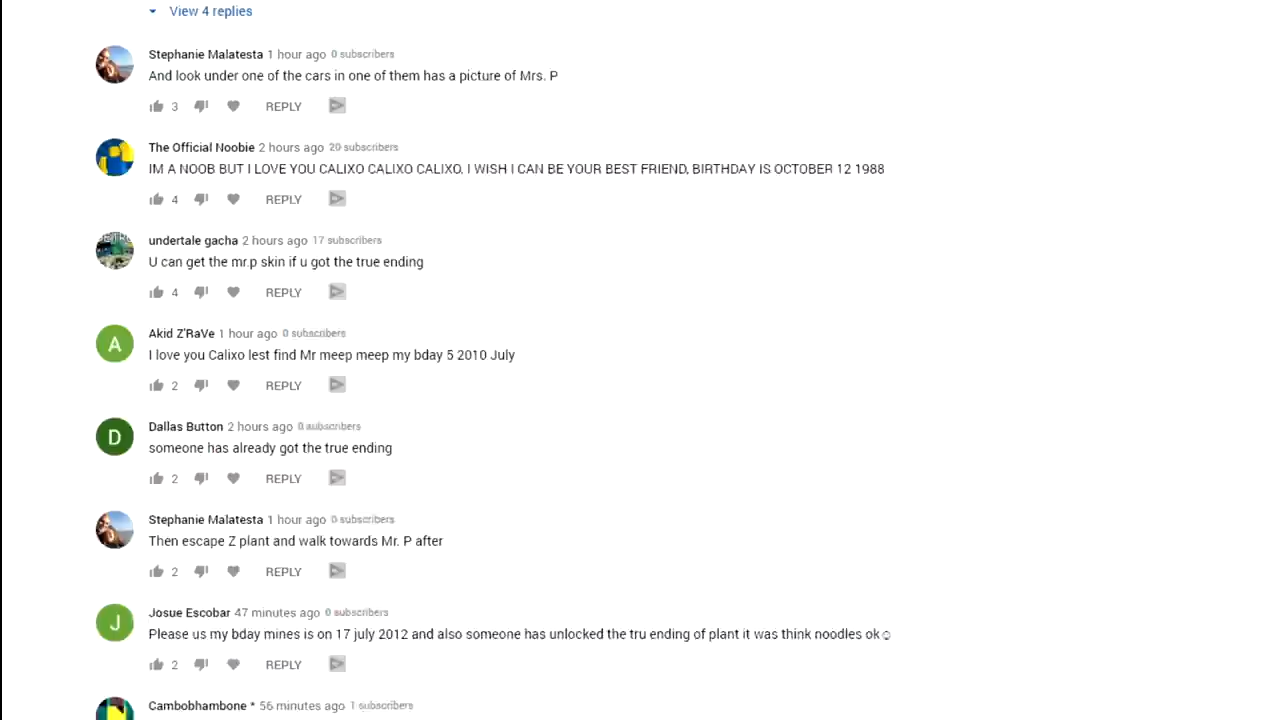 View 4 replies
Stephanie Malatesta 1 hour ago 0 subscribers
And look under one of the cars in one of them has a picture of Mrs. P
3 REPLY
The Official Noobie 2 hours ago 20 subscribers
IM A NOOB BUT I LOVE YOU CALIXO CALIXO CALIXO, I WISH I CAN BE YOUR BEST FRIEND, BIRTHDAY IS OCTOBER 12 1988
4 REPLY
undertale gacha 2 hours ago 17 subscribers
U can get the mr.p skin if u got the true ending
4 REPLY
A
Akid Z'RaVe 1 hour ago 0 subscribers
I love you Calixo lest find Mr meep meep my bday 5 2010 July
2 REPLY
D
Dallas Button 2 hours ago 0 subscribers
someone has already got the true ending
2 REPLY
Stephanie Malatesta 1 hour ago 0 subscribers
Then escape Z plant and walk towards Mr. P after
2 REPLY
J
Josue Escobar 47 minutes ago 0 subscribers
Please us my bday mines is on 17 july 2012 and also someone has unlocked the tru ending of plant it was think noodles ok☺
2 REPLY
Cambobhambone * 56 minutes ago 1 subscribers